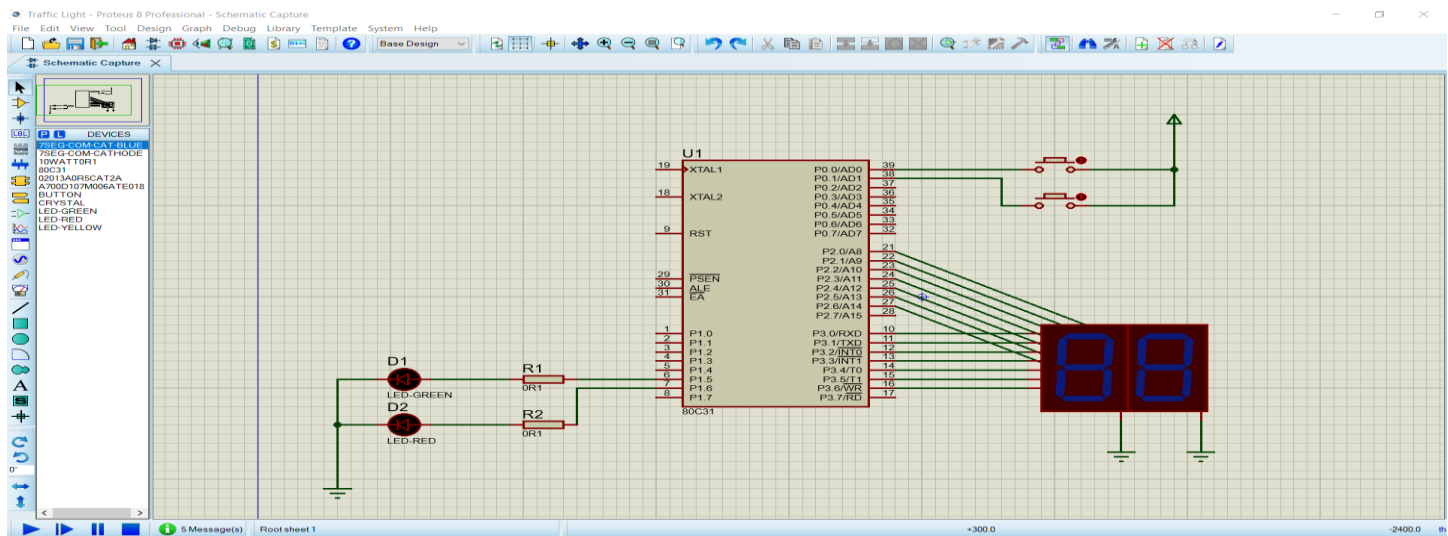 Traffic Light - Proteus 8 Professional - Schematic Capture
File Edit View Tool Design Graph Debug Library Template System Help
Base Design
Schematic Capture
P L DEVICES
7SEG-COM-CAT-BLUE
7SEG-COM-CATHODE
10WATT0R1
80C31
02013A0R5CAT2A
A700D107M006ATE018
BUTTON
CRYSTAL
LED-GREEN
LED-RED
LED-YELLOW
LBL
A
S
0°
U1
19 XTAL1
18 XTAL2
9 RST
29 PSEN
30 ALE
31 EA
1 P1.0
2 P1.1
3 P1.2
4 P1.3
5 P1.4
6 P1.5
7 P1.6
8 P1.7
P0.0/AD0 39
P0.1/AD1 38
P0.2/AD2 37
P0.3/AD3 36
P0.4/AD4 35
P0.5/AD5 34
P0.6/AD6 33
P0.7/AD7 32
P2.0/A8 21
P2.1/A9 22
P2.2/A10 23
P2.3/A11 24
P2.4/A12 25
P2.5/A13 26
P2.6/A14 27
P2.7/A15 28
P3.0/RXD 10
P3.1/TXD 11
P3.2/INT0 12
P3.3/INT1 13
P3.4/T0 14
P3.5/T1 15
P3.6/WR 16
P3.7/RD 17
80C31
D1
LED-GREEN
R1
0R1
D2
LED-RED
R2
0R1
88
5 Message(s) Root sheet 1 +300.0 -2400.0 th